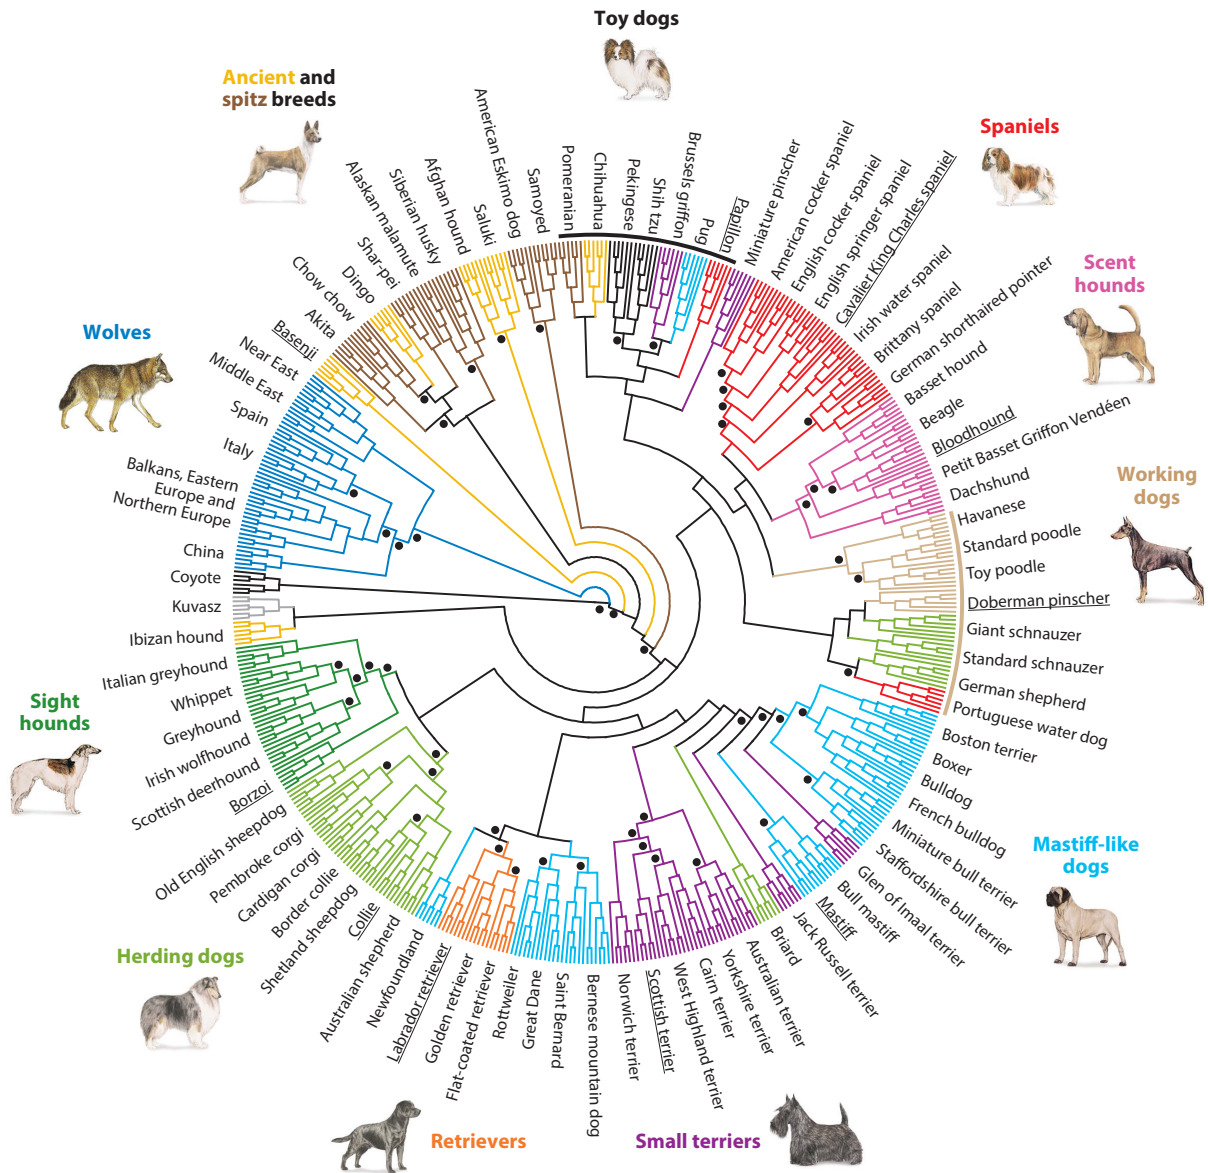 Toy dogs
Ancient and
spitz breeds
Spaniels
Scent
hounds
Working
dogs
Mastiff-like
dogs
Small terriers
Retrievers
Herding dogs
Sight
hounds
Wolves
Basenji
Akita
Chow chow
Dingo
Shar-pei
Alaskan malamute
Siberian husky
Afghan hound
Saluki
American Eskimo dog
Samoyed
Pomeranian
Chihuahua
Pekingese
Shih tzu
Brussels griffon
Pug
Papillon
Miniature pinscher
American cocker spaniel
English cocker spaniel
English springer spaniel
Cavalier King Charles spaniel
Irish water spaniel
Brittany spaniel
German shorthaired pointer
Basset hound
Beagle
Bloodhound
Petit Basset Griffon Vendéen
Dachshund
Havanese
Standard poodle
Toy poodle
Doberman pinscher
Giant schnauzer
Standard schnauzer
German shepherd
Portuguese water dog
Boston terrier
Boxer
Bulldog
French bulldog
Miniature bull terrier
Staffordshire bull terrier
Glen of Imaal terrier
Bull mastiff
Mastiff
Jack Russell terrier
Briard
Australian terrier
Yorkshire terrier
Cairn terrier
West Highland terrier
Scottish terrier
Norwich terrier
Bernese mountain dog
Saint Bernard
Great Dane
Rottweiler
Flat-coated retriever
Golden retriever
Labrador retriever
Newfoundland
Australian shepherd
Collie
Shetland sheepdog
Border collie
Cardigan corgi
Pembroke corgi
Old English sheepdog
Borzoi
Scottish deerhound
Irish wolfhound
Greyhound
Whippet
Italian greyhound
Ibizan hound
Kuvasz
Coyote
China
Balkans, Eastern
Europe and
Northern Europe
Italy
Spain
Middle East
Near East